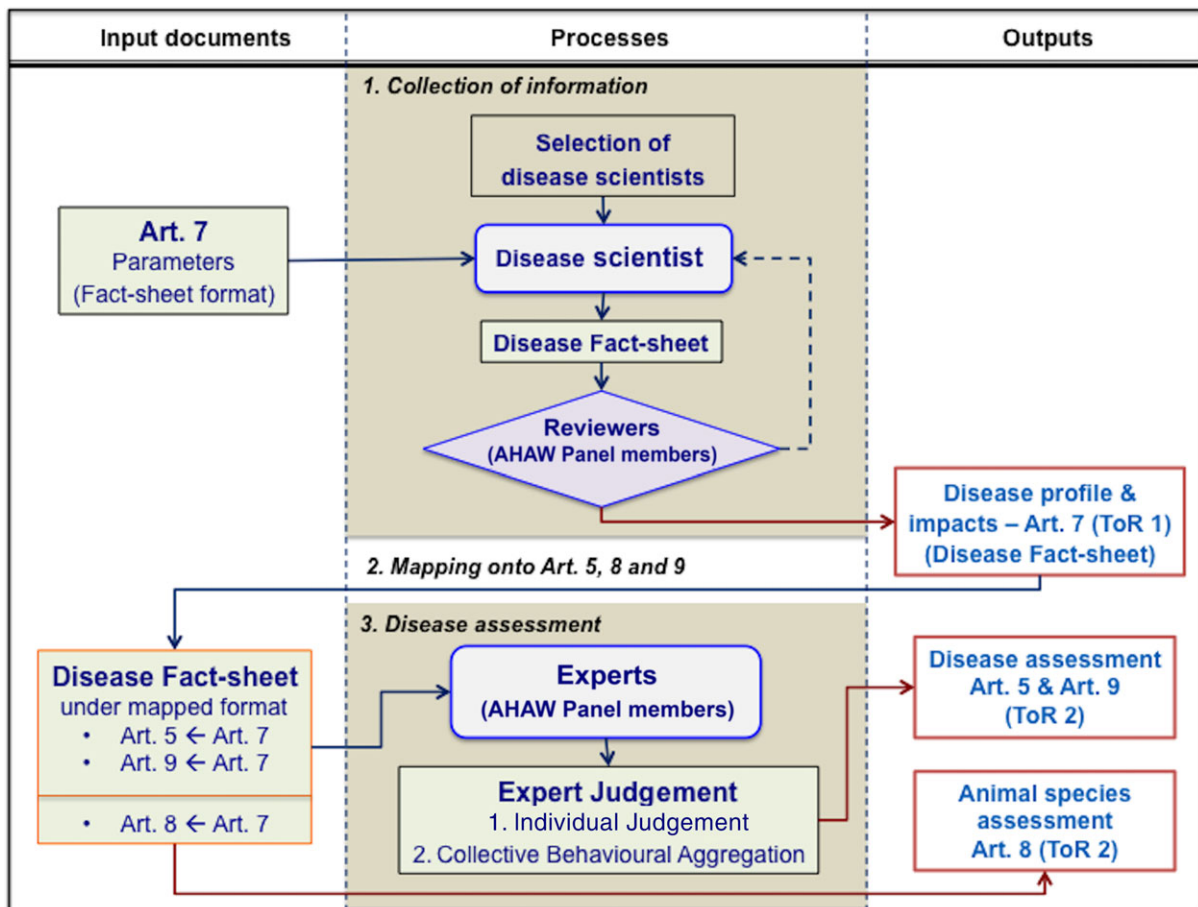 Input documents
Processes
Outputs
1. Collection of information
Selection of
disease scientists
Art. 7
Parameters
(Fact-sheet format)
Disease scientist
Disease Fact-sheet
Reviewers
(AHAW Panel members)
Disease profile &
impacts – Art. 7 (ToR 1)
(Disease Fact-sheet)
2. Mapping onto Art. 5, 8 and 9
3. Disease assessment
Disease Fact-sheet
under mapped format
• Art. 5 ← Art. 7
• Art. 9 ← Art. 7
• Art. 8 ← Art. 7
Experts
(AHAW Panel members)
Expert Judgement
1. Individual Judgement
2. Collective Behavioural Aggregation
Disease assessment
Art. 5 & Art. 9
(ToR 2)
Animal species
assessment
Art. 8 (ToR 2)